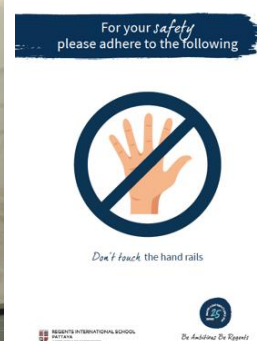 For your safety
please adhere to the following
Don't touch the hand rails
25
REGENTS INTERNATIONAL SCHOOL
PATTAYA
Be Ambitious Be Regents